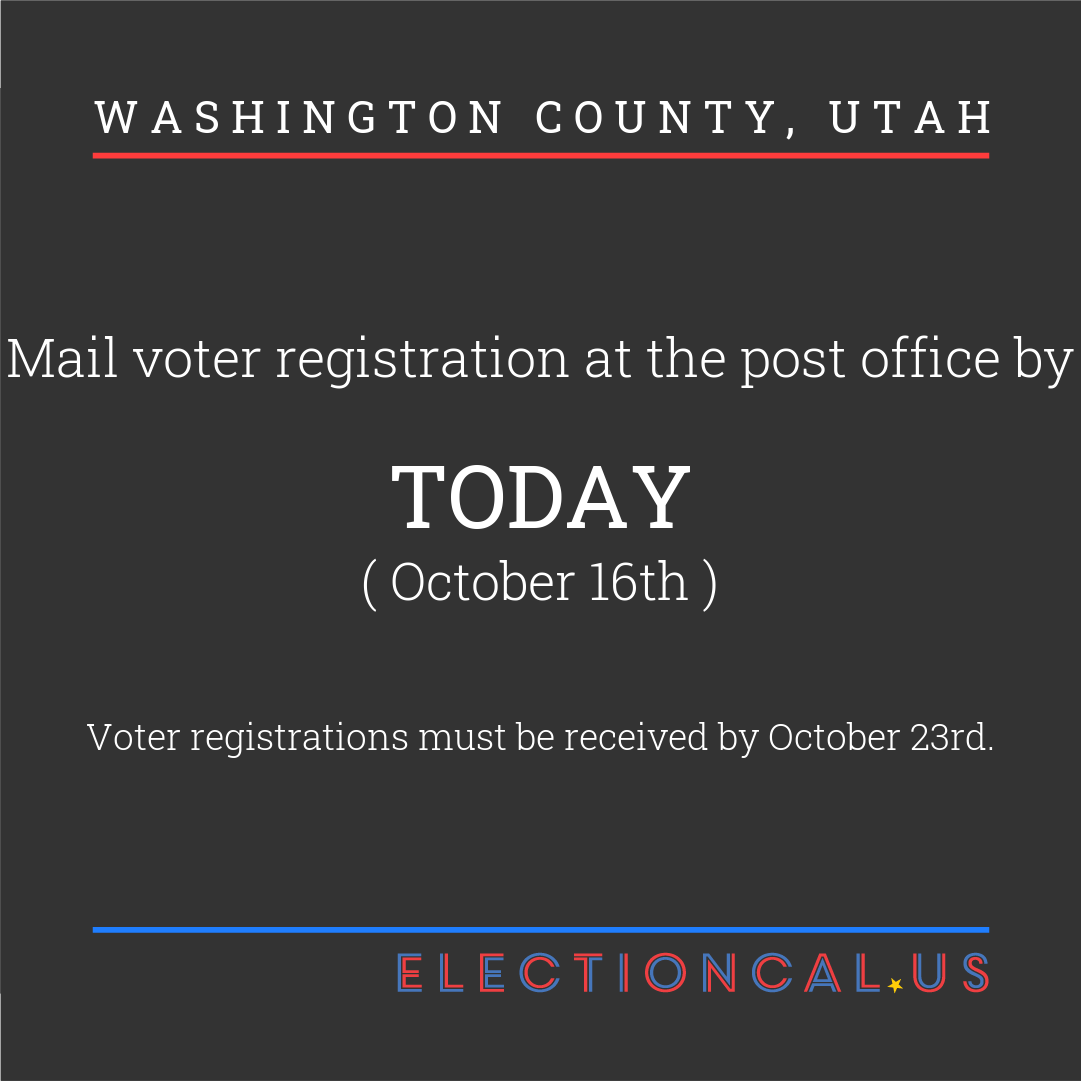 WASHINGTON COUNTY, UTAH
Mail voter registration at the post office by
TODAY
( October 16th )
Voter registrations must be received by October 23rd.
ELECTIONCAL.US